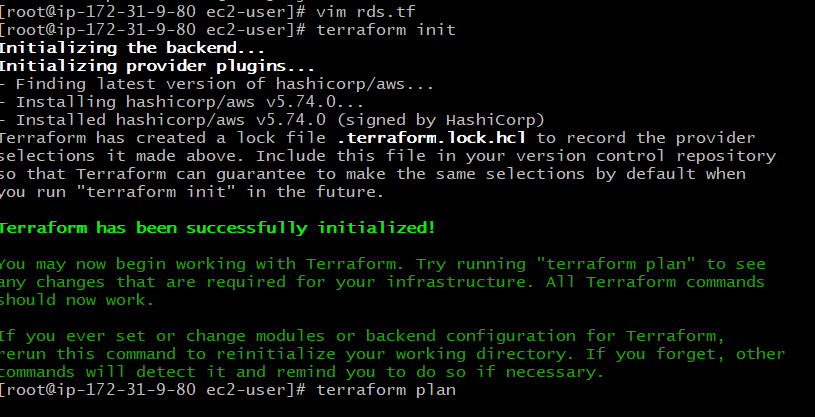 [root@ip-172-31-9-80 ec2-user]# vim rds.tf
[root@ip-172-31-9-80 ec2-user]# terraform init
Initializing the backend...
Initializing provider plugins...
- Finding latest version of hashicorp/aws...
- Installing hashicorp/aws v5.74.0...
- Installed hashicorp/aws v5.74.0 (signed by HashiCorp)
Terraform has created a lock file .terraform.lock.hcl to record the provider
selections it made above. Include this file in your version control repository
so that Terraform can guarantee to make the same selections by default when
you run "terraform init" in the future.
Terraform has been successfully initialized!
You may now begin working with Terraform. Try running "terraform plan" to see
any changes that are required for your infrastructure. All Terraform commands
should now work.
If you ever set or change modules or backend configuration for Terraform,
rerun this command to reinitialize your working directory. If you forget, other
commands will detect it and remind you to do so if necessary.
[root@ip-172-31-9-80 ec2-user]# terraform plan